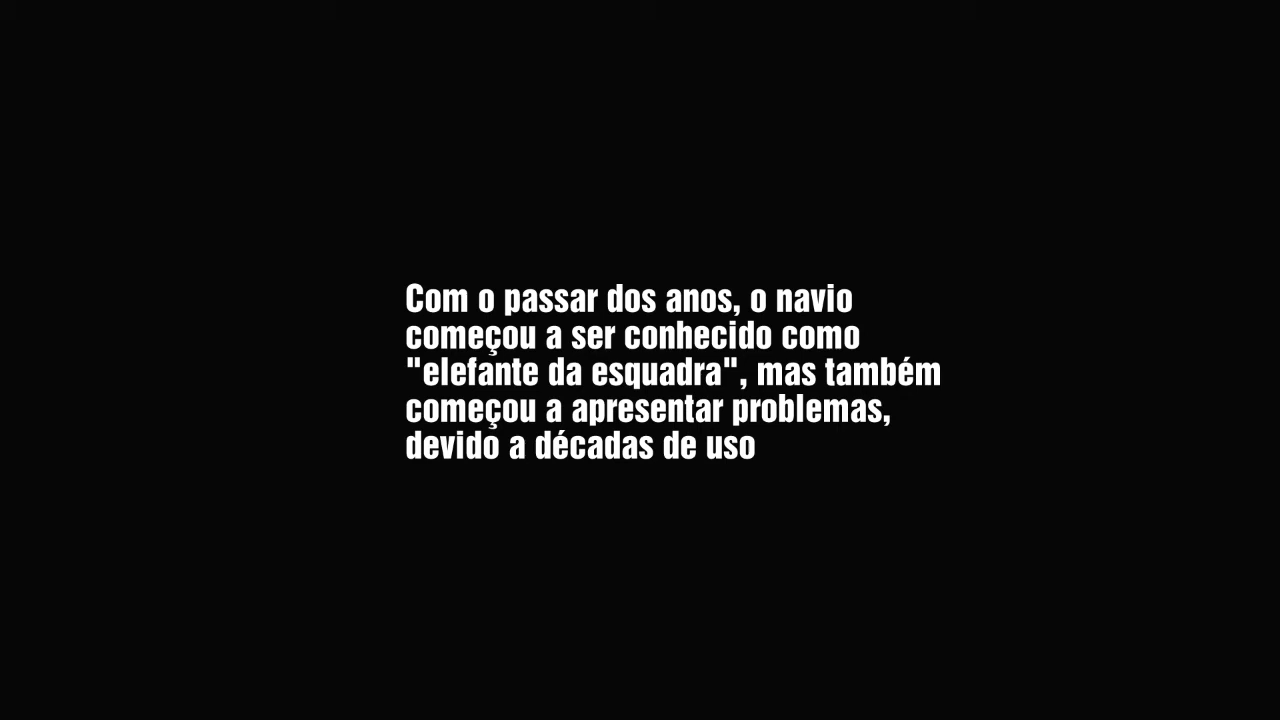 Com o passar dos anos, o navio
começou a ser conhecido como
"elefante da esquadra", mas também
começou a apresentar problemas,
devido a décadas de uso